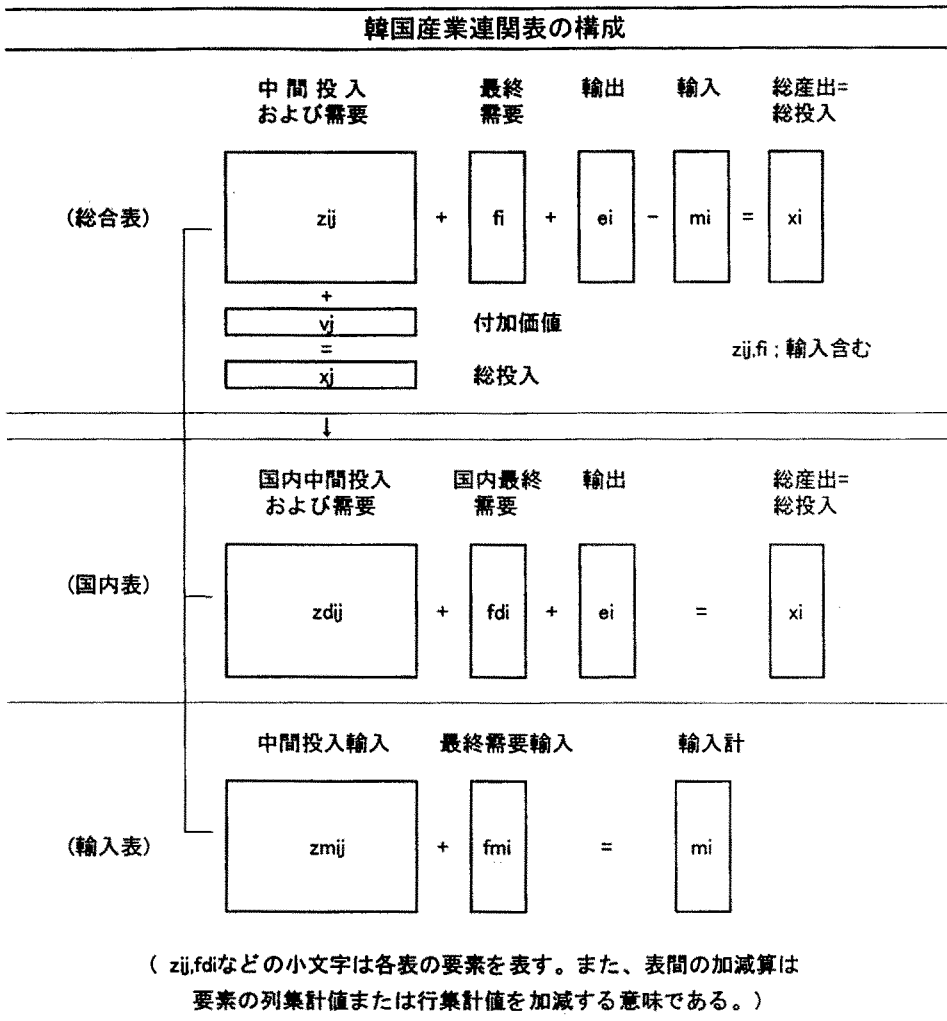 韓国産業連関表の構成
中間投入 最終 輸出 輸入 総産出=
および需要 需要 総投入
(総合表) zij + fi + ei − mi = xi
+
vj 付加価値
= zij,fi ; 輸入含む
xj 総投入
↓
国内中間投入 国内最終 輸出 総産出=
および需要 需要 総投入
(国内表) zdij + fdi + ei = xi
中間投入輸入 最終需要輸入 輸入計
(輸入表) zmij + fmi = mi
( zij,fdiなどの小文字は各表の要素を表す。また、表間の加減算は
要素の列集計値または行集計値を加減する意味である。)